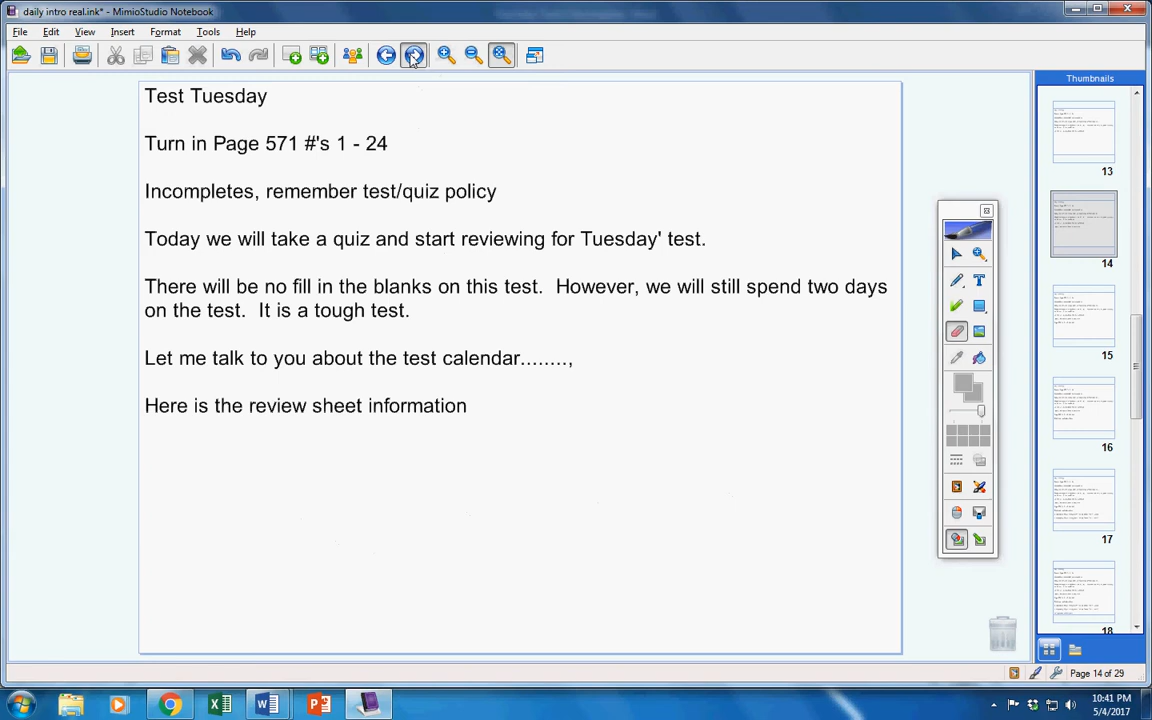 daily intro real.ink* - MimioStudio Notebook
File Edit View Insert Format Tools Help
Test Tuesday
Turn in Page 571 #'s 1 - 24
Incompletes, remember test/quiz policy
Today we will take a quiz and start reviewing for Tuesday' test.
There will be no fill in the blanks on this test.  However, we will still spend two days
on the test.  It is a tough test.
Let me talk to you about the test calendar........,
Here is the review sheet information
Thumbnails
13
14
15
16
17
18
Page 14 of 29
10:41 PM
5/4/2017